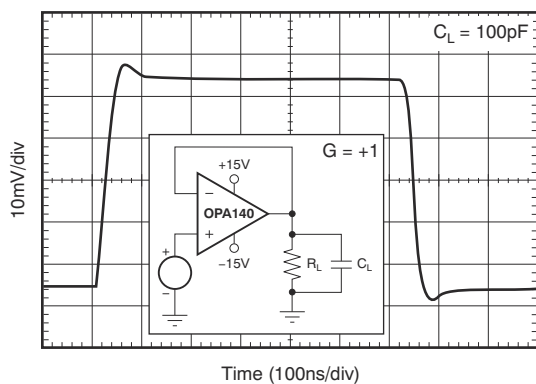 C_L = 100pF
10mV/div
G = +1
+15V
−
OPA140
+
−15V
+
−
R_L
C_L
Time (100ns/div)